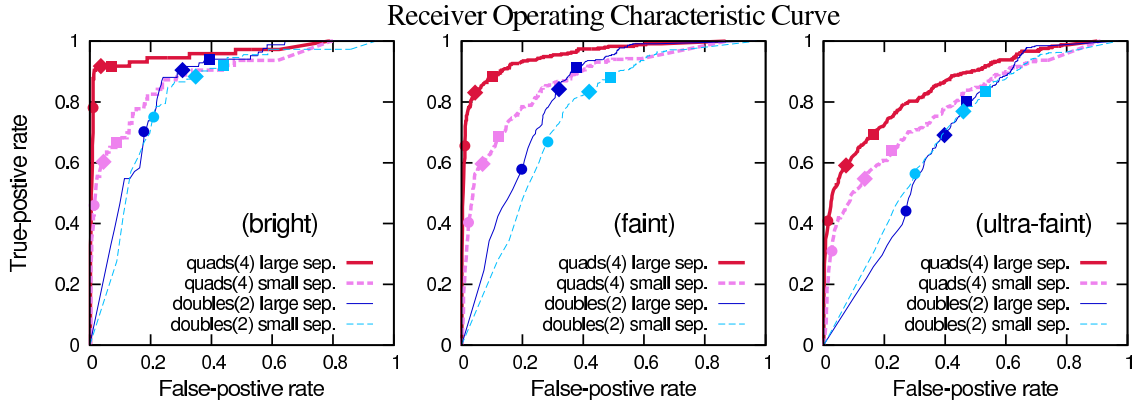 Receiver Operating Characteristic Curve
True-postive rate
1
0.8
0.6
0.4
0.2
0
(bright)
quads(4) large sep.
quads(4) small sep.
doubles(2) large sep.
doubles(2) small sep.
0 0.2 0.4 0.6 0.8 1
False-postive rate
1
0.8
0.6
0.4
0.2
0
(faint)
quads(4) large sep.
quads(4) small sep.
doubles(2) large sep.
doubles(2) small sep.
0 0.2 0.4 0.6 0.8 1
False-postive rate
1
0.8
0.6
0.4
0.2
0
(ultra-faint)
quads(4) large sep.
quads(4) small sep.
doubles(2) large sep.
doubles(2) small sep.
0 0.2 0.4 0.6 0.8 1
False-postive rate